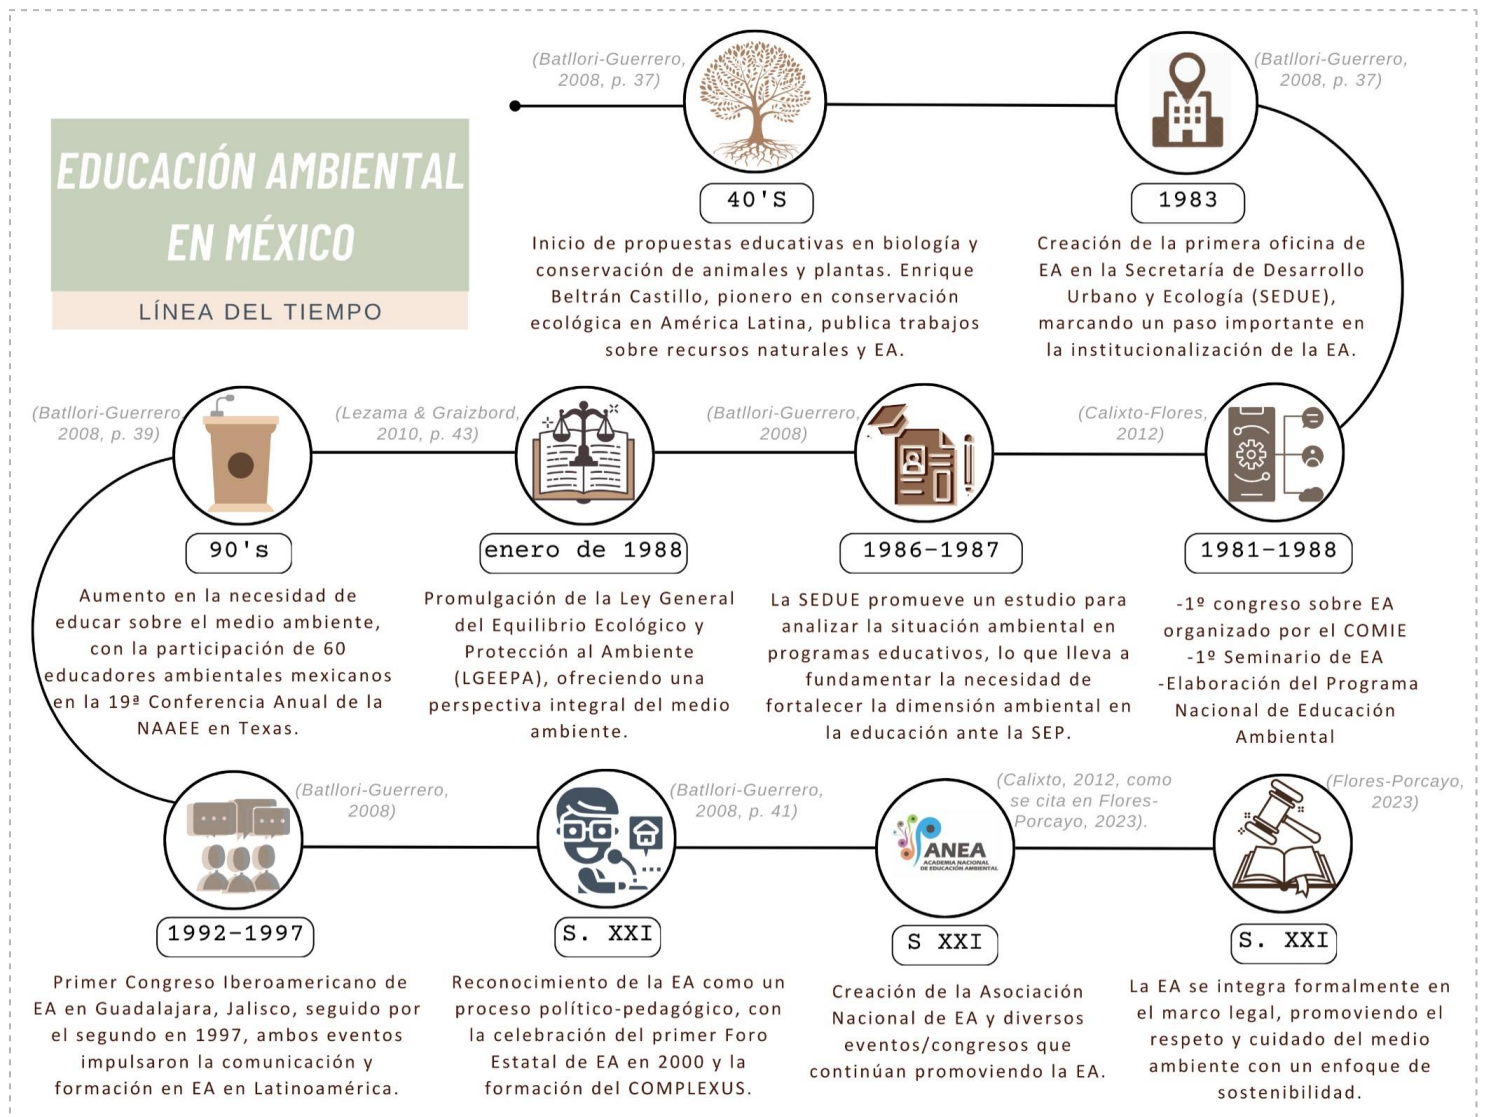 EDUCACIÓN AMBIENTAL
EN MÉXICO
LÍNEA DEL TIEMPO
(Batllori-Guerrero,
2008, p. 37)
40'S
Inicio de propuestas educativas en biología y
conservación de animales y plantas. Enrique
Beltrán Castillo, pionero en conservación
ecológica en América Latina, publica trabajos
sobre recursos naturales y EA.
(Batllori-Guerrero,
2008, p. 37)
1983
Creación de la primera oficina de
EA en la Secretaría de Desarrollo
Urbano y Ecología (SEDUE),
marcando un paso importante en
la institucionalización de la EA.
(Batllori-Guerrero,
2008, p. 39)
90's
Aumento en la necesidad de
educar sobre el medio ambiente,
con la participación de 60
educadores ambientales mexicanos
en la 19ª Conferencia Anual de la
NAAEE en Texas.
(Lezama & Graizbord,
2010, p. 43)
enero de 1988
Promulgación de la Ley General
del Equilibrio Ecológico y
Protección al Ambiente
(LGEEPA), ofreciendo una
perspectiva integral del medio
ambiente.
(Batllori-Guerrero,
2008)
1986-1987
La SEDUE promueve un estudio para
analizar la situación ambiental en
programas educativos, lo que lleva a
fundamentar la necesidad de
fortalecer la dimensión ambiental en
la educación ante la SEP.
(Calixto-Flores,
2012)
1981-1988
-1º congreso sobre EA
organizado por el COMIE
-1º Seminario de EA
-Elaboración del Programa
Nacional de Educación
Ambiental
(Batllori-Guerrero,
2008)
1992-1997
Primer Congreso Iberoamericano de
EA en Guadalajara, Jalisco, seguido por
el segundo en 1997, ambos eventos
impulsaron la comunicación y
formación en EA en Latinoamérica.
(Batllori-Guerrero,
2008, p. 41)
S. XXI
Reconocimiento de la EA como un
proceso político-pedagógico, con
la celebración del primer Foro
Estatal de EA en 2000 y la
formación del COMPLEXUS.
(Calixto, 2012, como
se cita en Flores-
Porcayo, 2023).
ANEA
ACADEMIA NACIONAL
DE EDUCACIÓN AMBIENTAL
S XXI
Creación de la Asociación
Nacional de EA y diversos
eventos/congresos que
continúan promoviendo la EA.
(Flores-Porcayo,
2023)
S. XXI
La EA se integra formalmente en
el marco legal, promoviendo el
respeto y cuidado del medio
ambiente con un enfoque de
sostenibilidad.